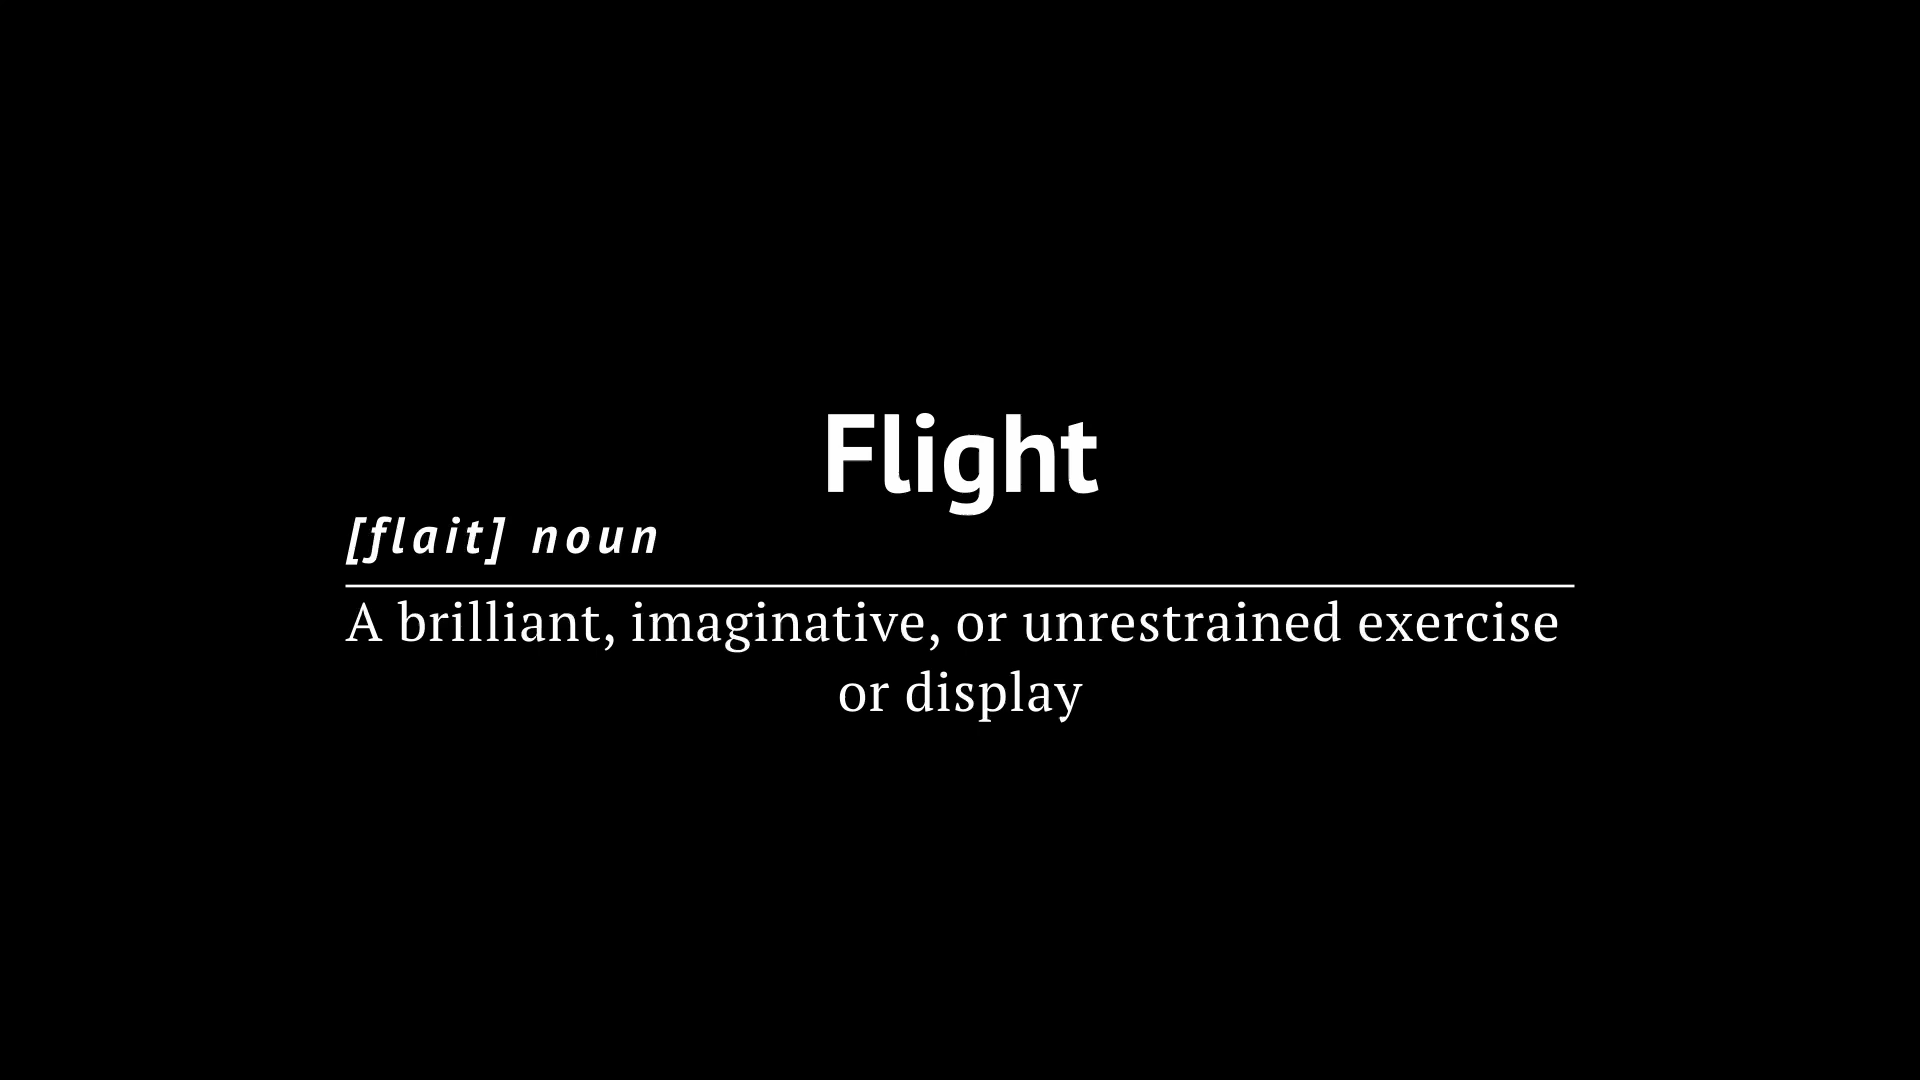 Flight
[flait] noun
A brilliant, imaginative, or unrestrained exercise
or display